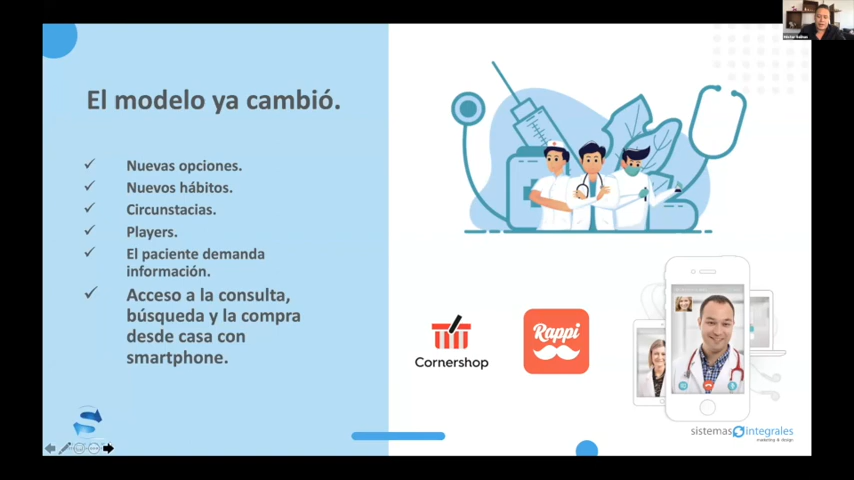 El modelo ya cambió.
Nuevas opciones.
Nuevos hábitos.
Circunstacias.
Players.
El paciente demanda
información.
Acceso a la consulta,
búsqueda y la compra
desde casa con
smartphone.
Cornershop
Rappi
sistemas integrales
marketing & design